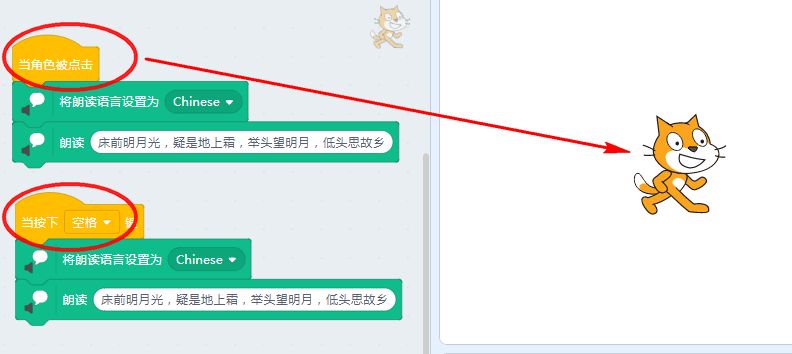 当角色被点击
将朗读语言设置为 Chinese
朗读 床前明月光，疑是地上霜，举头望明月，低头思故乡
当按下 空格 键
将朗读语言设置为 Chinese
朗读 床前明月光，疑是地上霜，举头望明月，低头思故乡